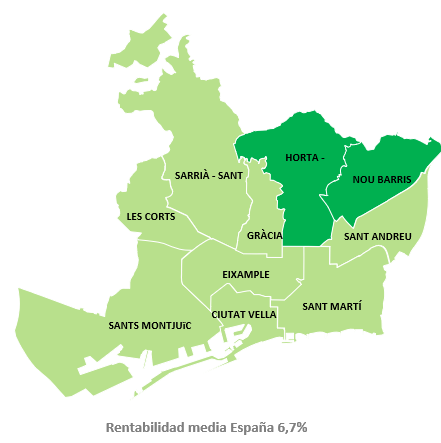 HORTA -
SARRIÀ - SANT
NOU BARRIS
LES CORTS
GRÀCIA
SANT ANDREU
EIXAMPLE
SANT MARTÍ
CIUTAT VELLA
SANTS MONTJUïC
Rentabilidad media España 6,7%